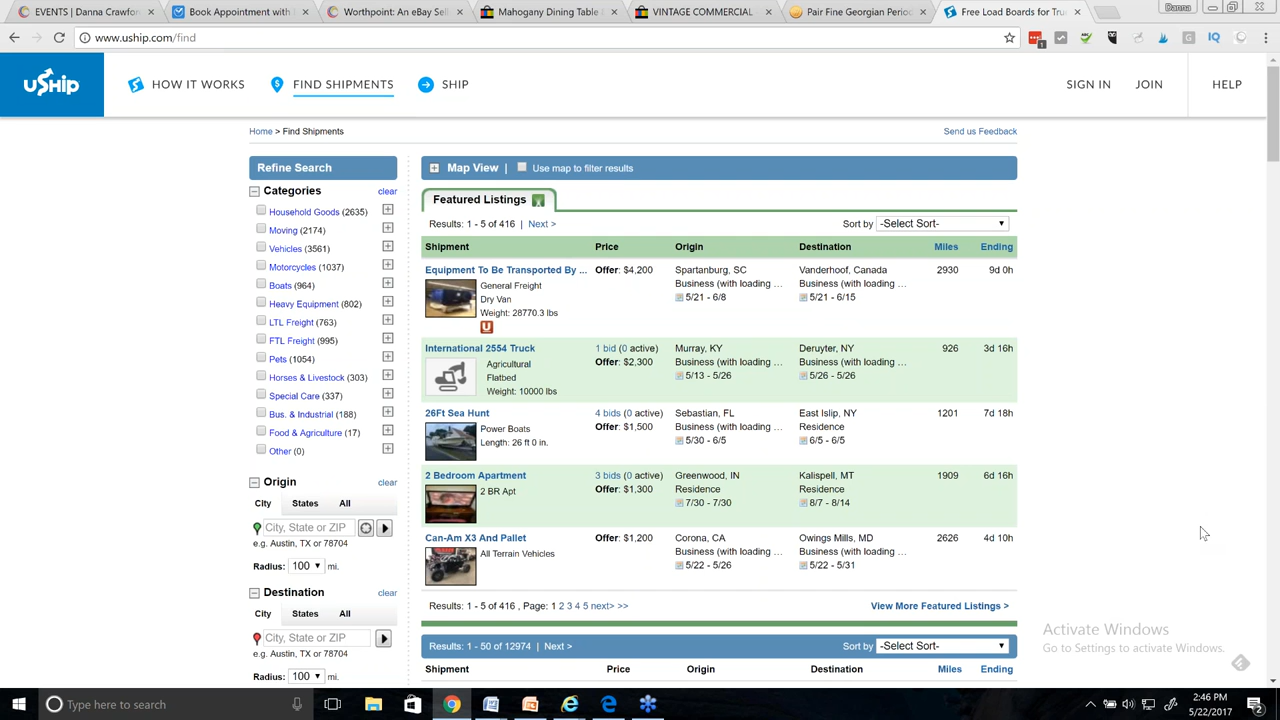 EVENTS | Danna Crawfor
Book Appointment with
Worthpoint: An eBay Sell
Mahogany Dining Table
VINTAGE COMMERCIAL
Pair Fine Georgian Perio
Free Load Boards for Tru
Danna
www.uship.com/find
uShip
HOW IT WORKS
FIND SHIPMENTS
SHIP
SIGN IN
JOIN
HELP
Home > Find Shipments
Send us Feedback
Refine Search
Categories clear
Household Goods (2635)
Moving (2174)
Vehicles (3561)
Motorcycles (1037)
Boats (964)
Heavy Equipment (802)
LTL Freight (763)
FTL Freight (995)
Pets (1054)
Horses & Livestock (303)
Special Care (337)
Bus. & Industrial (188)
Food & Agriculture (17)
Other (0)
Origin clear
City States All
City, State or ZIP
e.g. Austin, TX or 78704
Radius: 100 mi.
Destination clear
City States All
City, State or ZIP
e.g. Austin, TX or 78704
Radius: 100 mi.
Map View | Use map to filter results
Featured Listings
Results: 1 - 5 of 416 | Next >
Sort by -Select Sort-
Shipment Price Origin Destination Miles Ending
Equipment To Be Transported By ... Offer: $4,200 Spartanburg, SC Vanderhoof, Canada 2930 9d 0h
General Freight Business (with loading ... Business (with loading ...
Dry Van 5/21 - 6/8 5/21 - 6/15
Weight: 28770.3 lbs
U
International 2554 Truck 1 bid (0 active) Murray, KY Deruyter, NY 926 3d 16h
Agricultural Offer: $2,300 Business (with loading ... Business (with loading ...
Flatbed 5/13 - 5/26 5/26 - 5/26
Weight: 10000 lbs
26Ft Sea Hunt 4 bids (0 active) Sebastian, FL East Islip, NY 1201 7d 18h
Power Boats Offer: $1,500 Business (with loading ... Residence
Length: 26 ft 0 in. 5/30 - 6/5 6/5 - 6/5
2 Bedroom Apartment 3 bids (0 active) Greenwood, IN Kalispell, MT 1909 6d 16h
2 BR Apt Offer: $1,300 Residence Residence
7/30 - 7/30 8/7 - 8/14
Can-Am X3 And Pallet Offer: $1,200 Corona, CA Owings Mills, MD 2626 4d 10h
All Terrain Vehicles Business (with loading ... Business (with loading ...
5/22 - 5/26 5/22 - 5/31
Results: 1 - 5 of 416 , Page: 1 2 3 4 5 next> >>
View More Featured Listings >
Results: 1 - 50 of 12974 | Next >
Sort by -Select Sort-
Shipment Price Origin Destination Miles Ending
Activate Windows
Go to Settings to activate Windows.
Type here to search
2:46 PM
5/22/2017